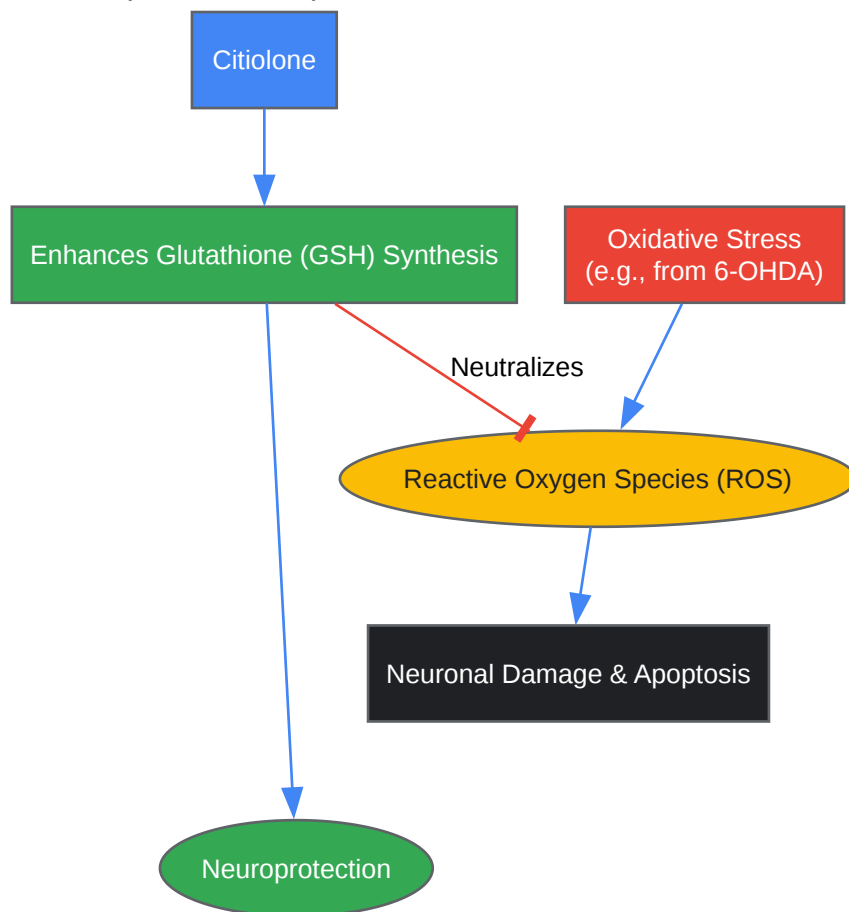 Citiolone
Enhances Glutathione (GSH) Synthesis
Oxidative Stress
(e.g., from 6-OHDA)
Neutralizes
Reactive Oxygen Species (ROS)
Neuronal Damage & Apoptosis
Neuroprotection